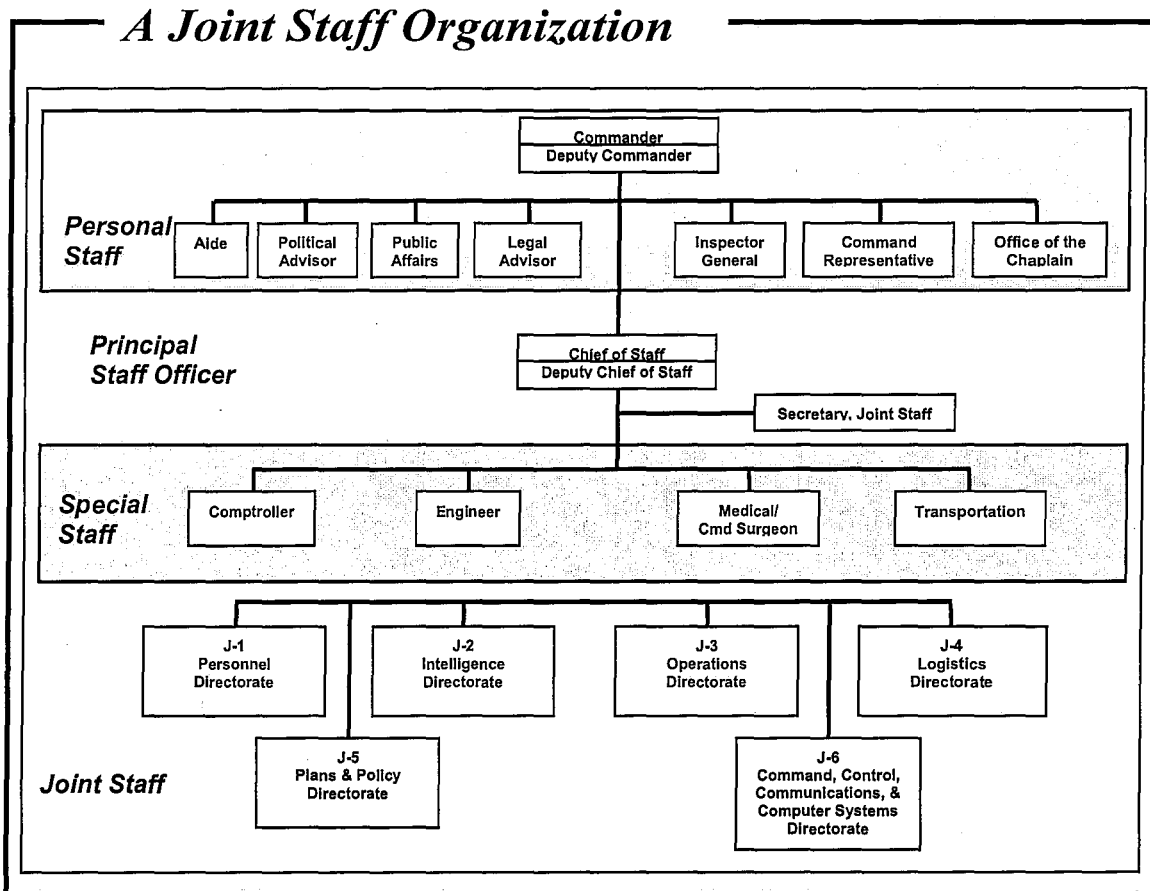 A Joint Staff Organization
Commander
Deputy Commander
Personal
Staff
Aide
Political
Advisor
Public
Affairs
Legal
Advisor
Inspector
General
Command
Representative
Office of the
Chaplain
Principal
Staff Officer
Chief of Staff
Deputy Chief of Staff
Secretary, Joint Staff
Special
Staff
Comptroller
Engineer
Medical/
Cmd Surgeon
Transportation
J-1
Personnel
Directorate
J-2
Intelligence
Directorate
J-3
Operations
Directorate
J-4
Logistics
Directorate
Joint Staff
J-5
Plans & Policy
Directorate
J-6
Command, Control,
Communications, &
Computer Systems
Directorate